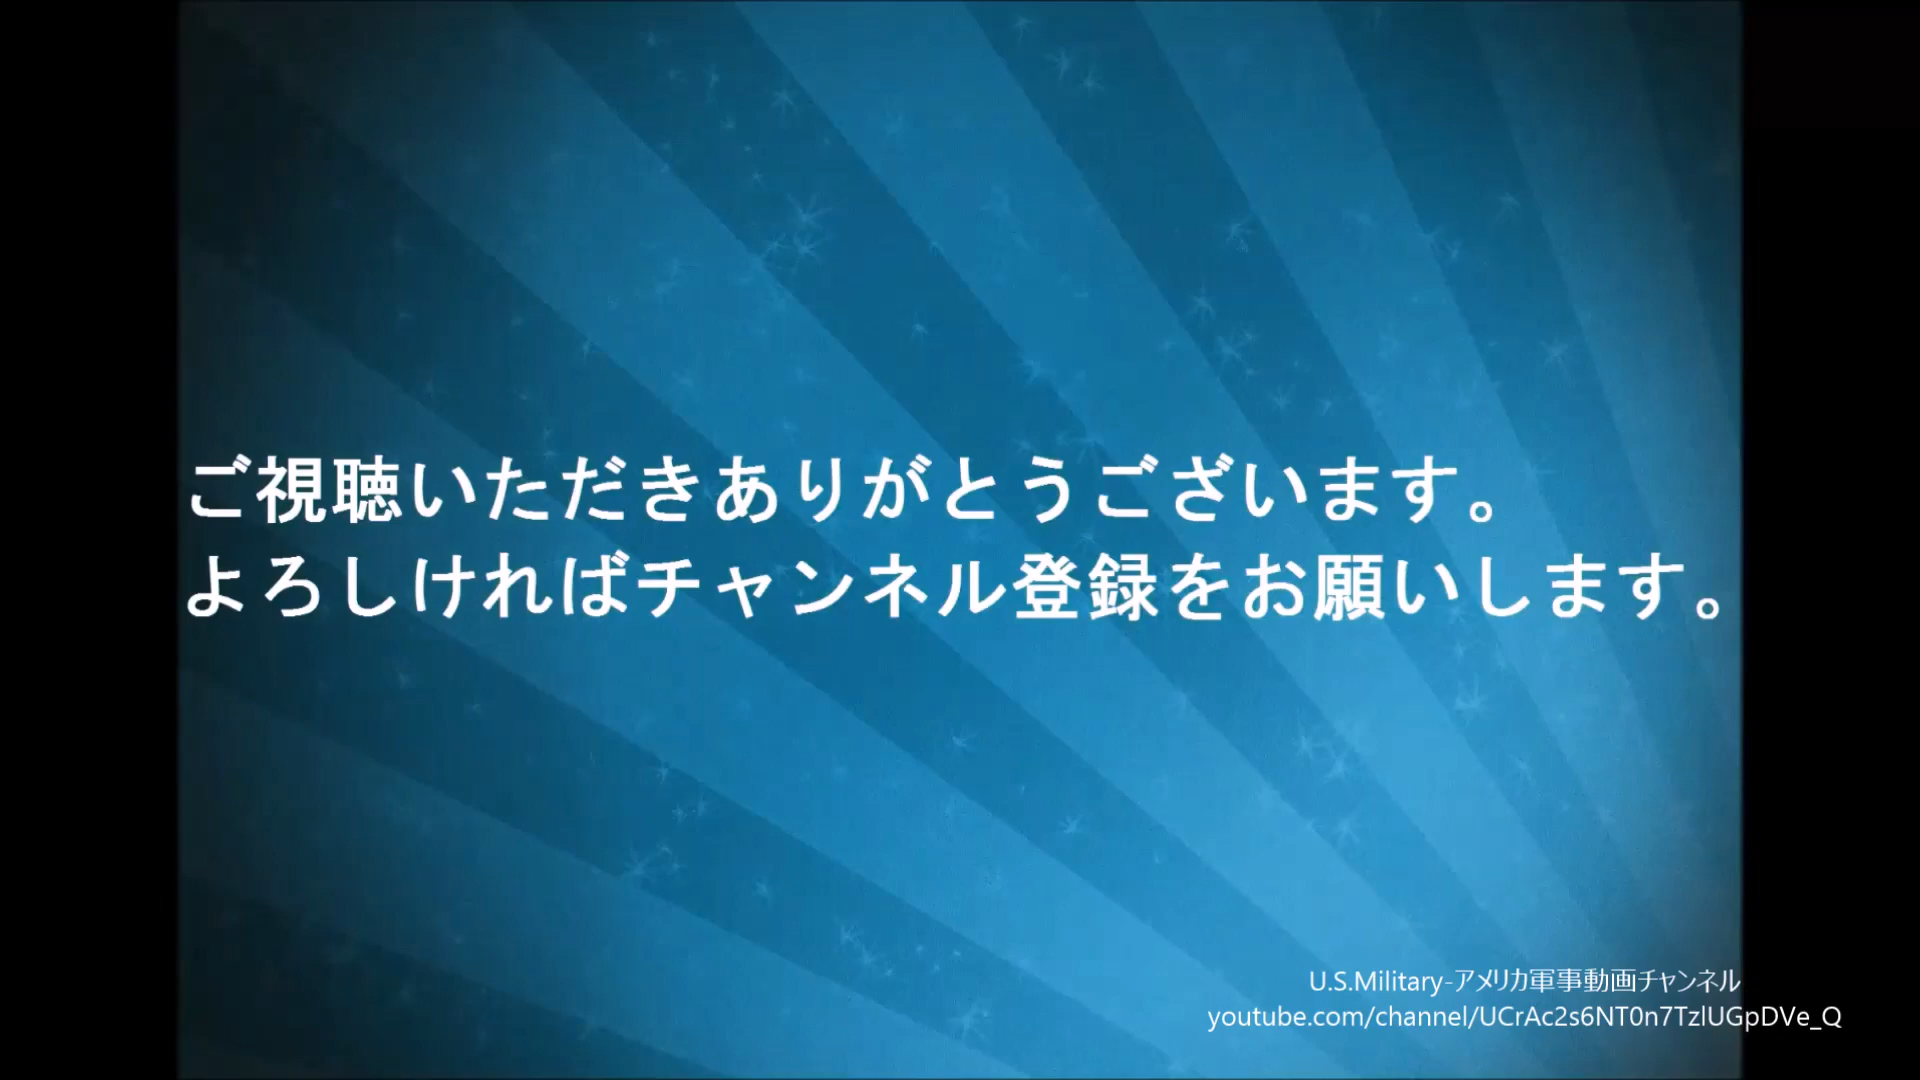 ご視聴いただきありがとうございます。
よろしければチャンネル登録をお願いします。
U.S.Military-アメリカ軍事動画チャンネル
youtube.com/channel/UCrAc2s6NT0n7TzlUGpDVe_Q